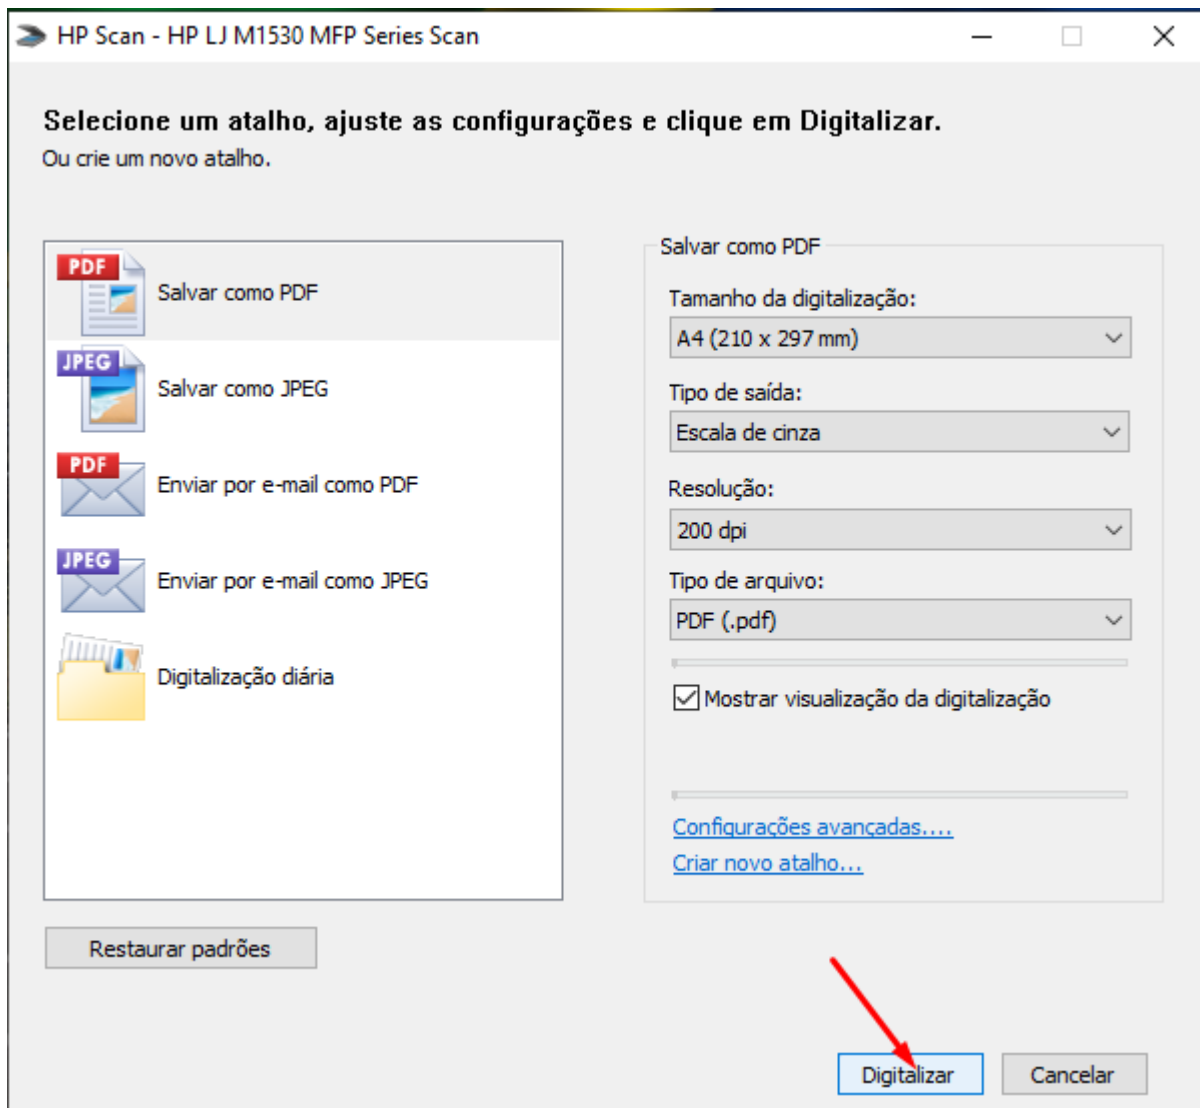 HP Scan - HP LJ M1530 MFP Series Scan
Selecione um atalho, ajuste as configurações e clique em Digitalizar.
Ou crie um novo atalho.
PDF
Salvar como PDF
JPEG
Salvar como JPEG
PDF
Enviar por e-mail como PDF
JPEG
Enviar por e-mail como JPEG
Digitalização diária
Restaurar padrões
Salvar como PDF
Tamanho da digitalização:
A4 (210 x 297 mm)
Tipo de saída:
Escala de cinza
Resolução:
200 dpi
Tipo de arquivo:
PDF (.pdf)
Mostrar visualização da digitalização
Configurações avançadas....
Criar novo atalho...
Digitalizar
Cancelar